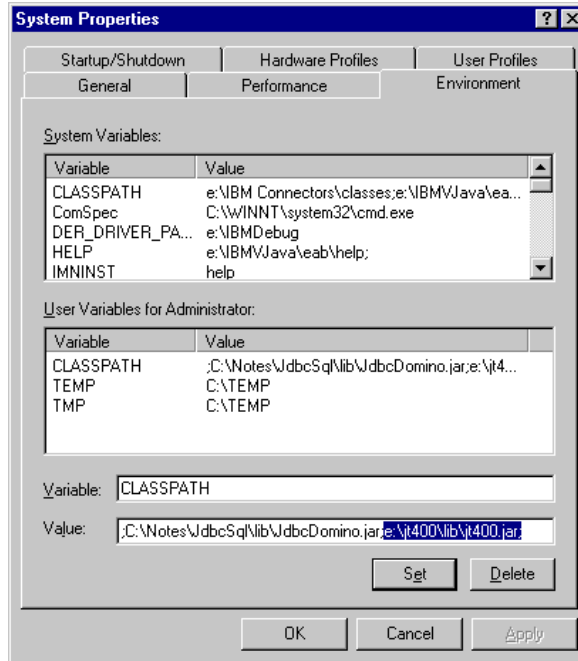 System Properties
Startup/Shutdown Hardware Profiles User Profiles
General Performance Environment
System Variables:
Variable Value
CLASSPATH e:\IBM Connectors\classes;e:\IBMVJava\ea...
ComSpec C:\WINNT\system32\cmd.exe
DER_DRIVER_PA... e:\IBMDebug
HELP e:\IBMVJava\eab\help;
IMNINST help
User Variables for Administrator:
Variable Value
CLASSPATH ;C:\Notes\JdbcSql\lib\JdbcDomino.jar;e:\jt4...
TEMP C:\TEMP
TMP C:\TEMP
Variable: CLASSPATH
Value: ;C:\Notes\JdbcSql\lib\JdbcDomino.jar;e:\jt400\lib\jt400.jar;
Set Delete
OK Cancel Apply